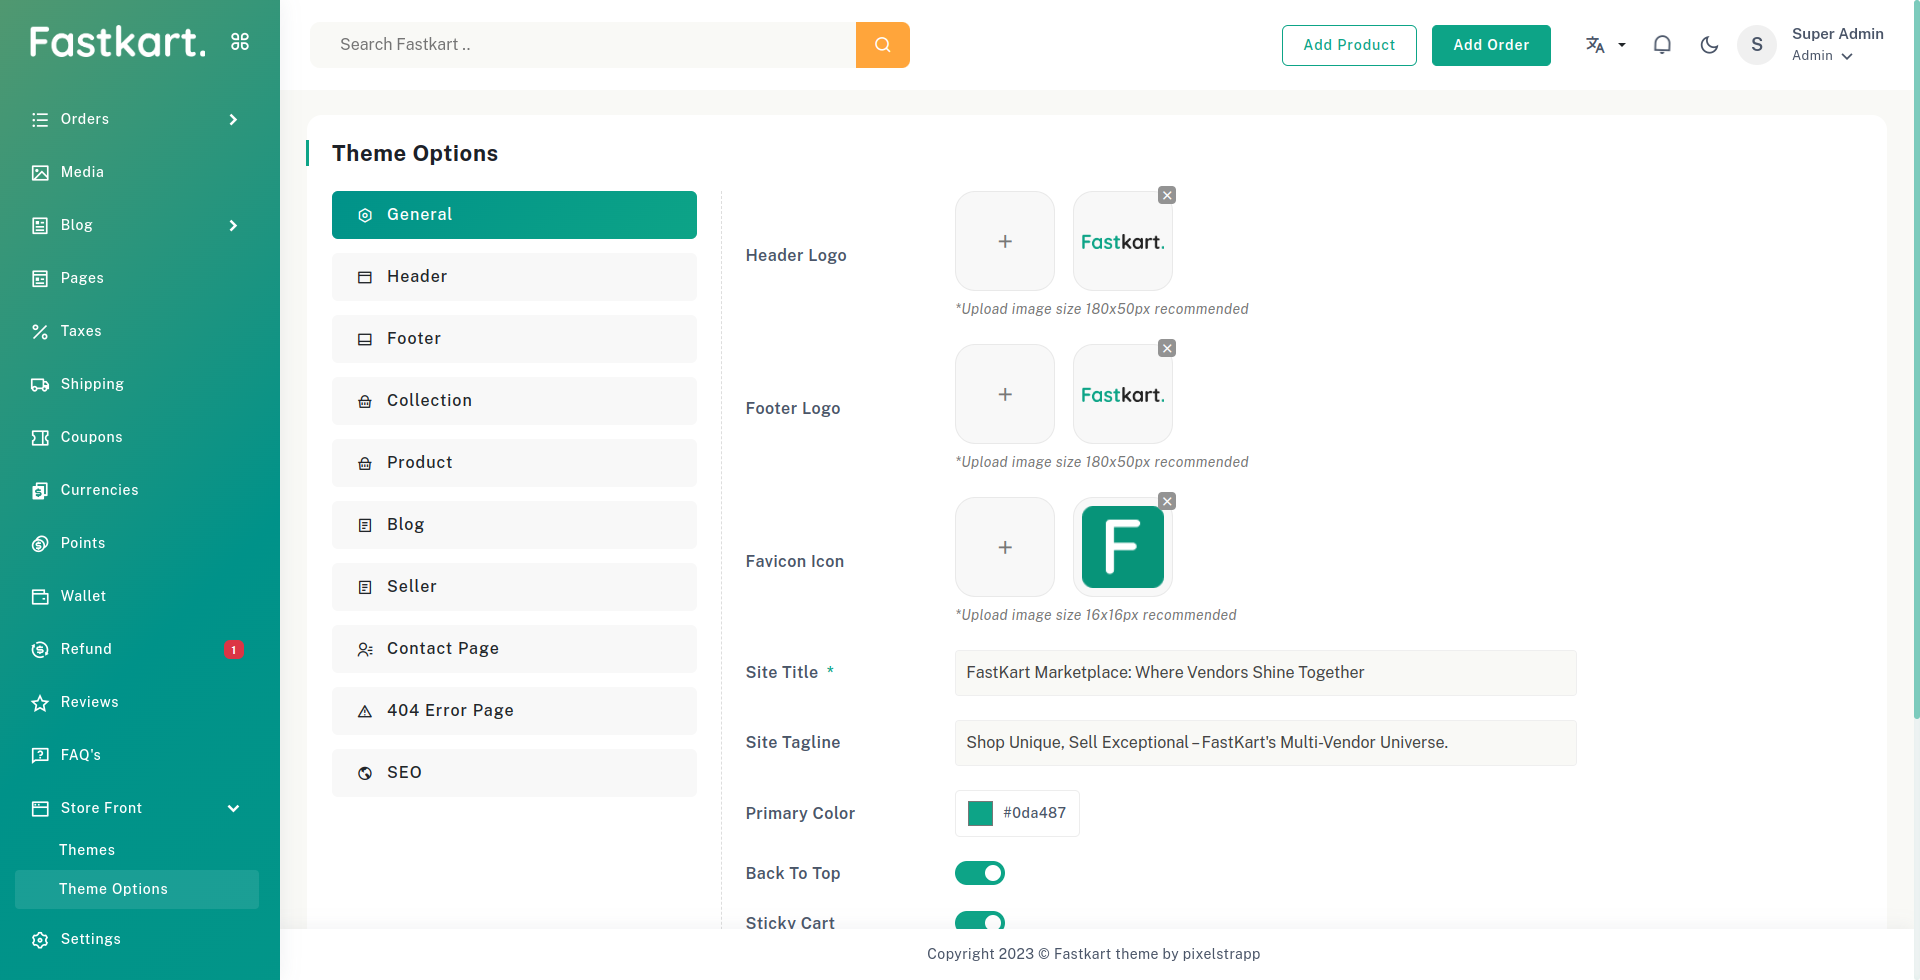 Fastkart.
Search Fastkart ..
Add Product
Add Order
S
Super Admin
Admin
Orders
Media
Blog
Pages
Taxes
Shipping
Coupons
Currencies
Points
Wallet
Refund
1
Reviews
FAQ's
Store Front
Themes
Theme Options
Settings
Theme Options
General
Header
Footer
Collection
Product
Blog
Seller
Contact Page
404 Error Page
SEO
Header Logo
Fastkart.
*Upload image size 180x50px recommended
Footer Logo
Fastkart.
*Upload image size 180x50px recommended
Favicon Icon
F
*Upload image size 16x16px recommended
Site Title *
FastKart Marketplace: Where Vendors Shine Together
Site Tagline
Shop Unique, Sell Exceptional – FastKart's Multi-Vendor Universe.
Primary Color
#0da487
Back To Top
Sticky Cart
Copyright 2023 © Fastkart theme by pixelstrapp